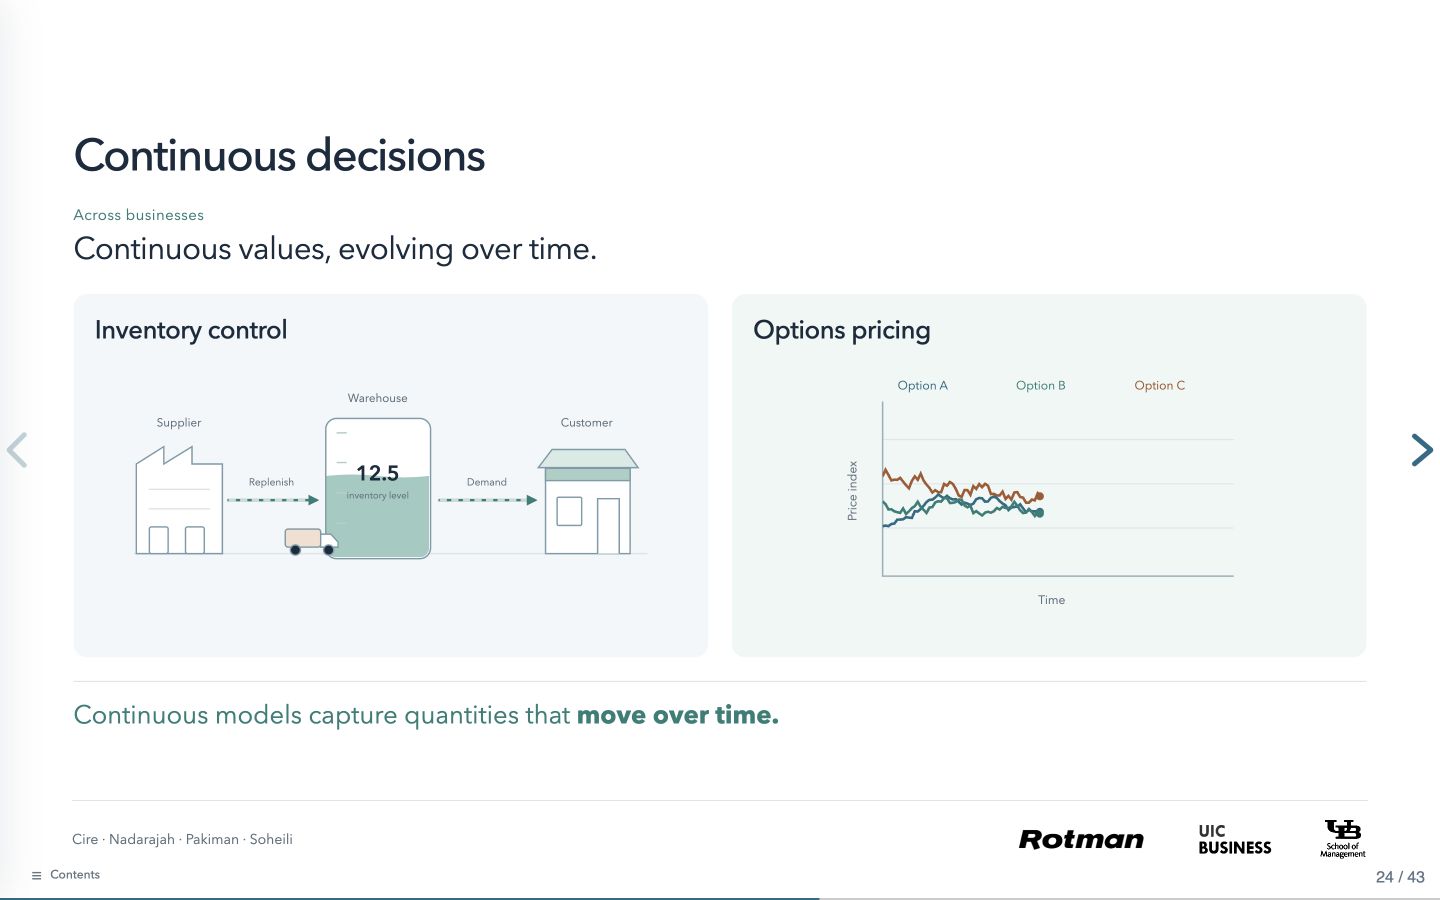 Continuous decisions
Across businesses
Continuous values, evolving over time.
Inventory control
Supplier
Warehouse
Customer
Replenish
12.5
inventory level
Demand
Options pricing
Option A
Option B
Option C
Price index
Time
Continuous models capture quantities that move over time.
Cire · Nadarajah · Pakiman · Soheili
Rotman
UIC
BUSINESS
UB
School of
Management
Contents
24 / 43